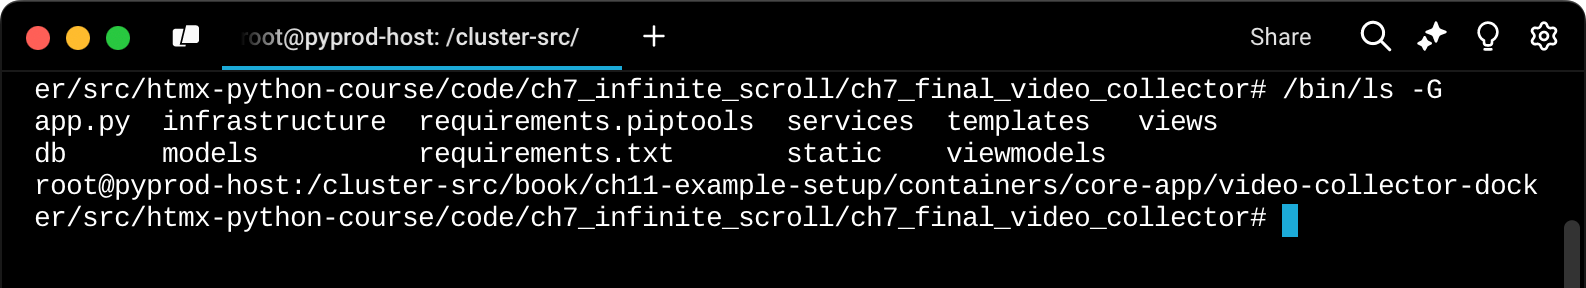 root@pyprod-host: /cluster-src/
Share
er/src/htmx-python-course/code/ch7_infinite_scroll/ch7_final_video_collector# /bin/ls -G
app.py  infrastructure  requirements.piptools  services  templates   views
db      models          requirements.txt       static    viewmodels
root@pyprod-host:/cluster-src/book/ch11-example-setup/containers/core-app/video-collector-dock
er/src/htmx-python-course/code/ch7_infinite_scroll/ch7_final_video_collector#